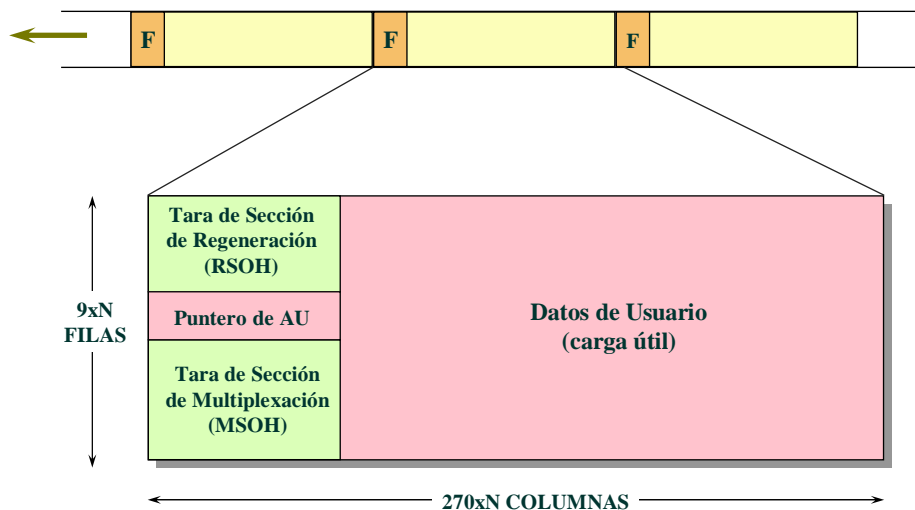 F
F
F
Tara de Sección
de Regeneración
(RSOH)
Puntero de AU
Tara de Sección
de Multiplexación
(MSOH)
Datos de Usuario
(carga útil)
9xN
FILAS
270xN COLUMNAS